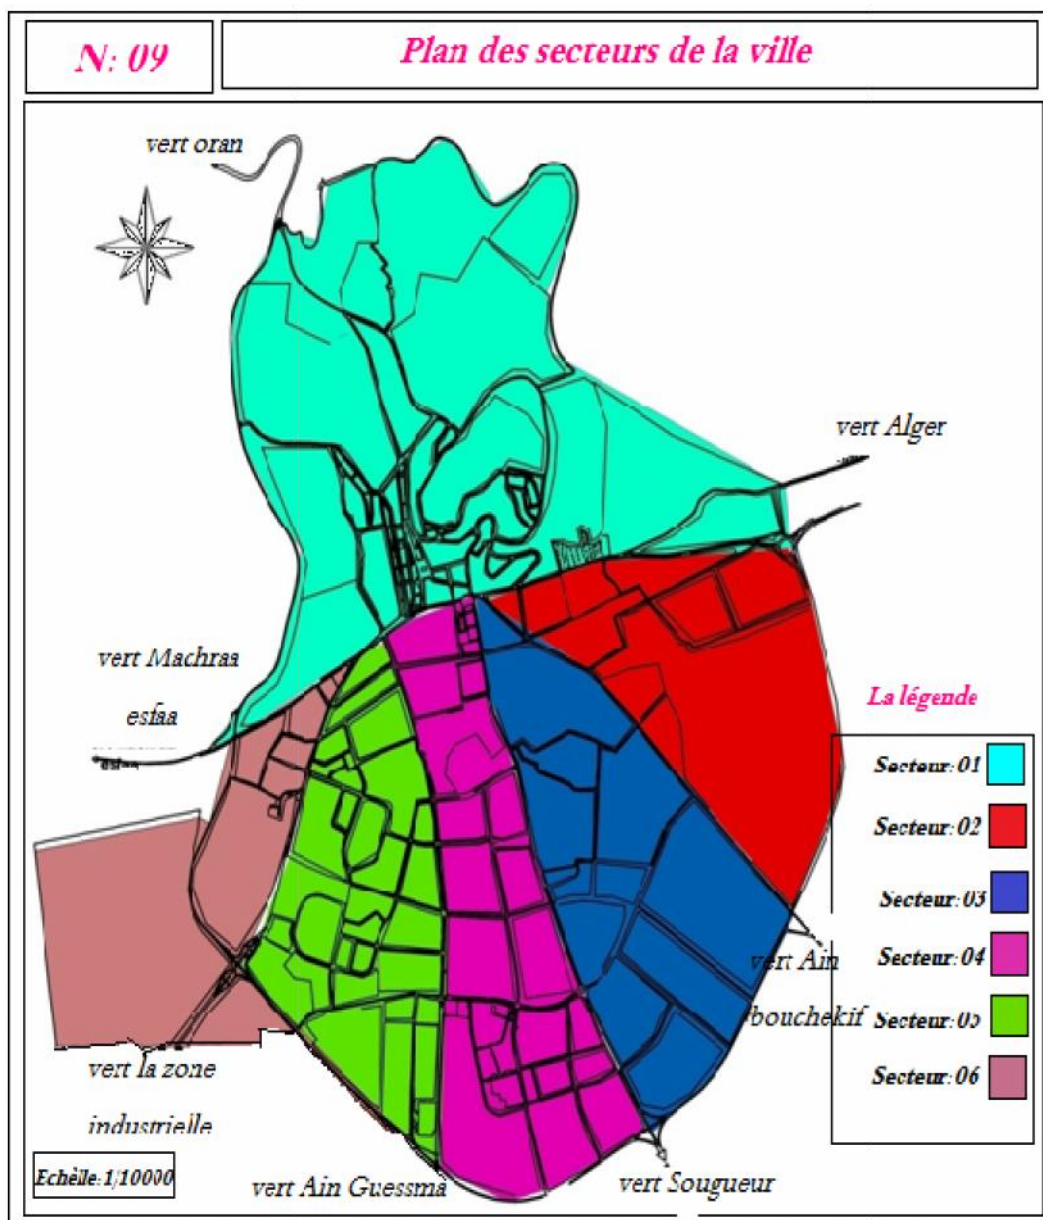 N: 09
Plan des secteurs de la ville
vert oran
vert Alger
vert Machraa
esfaa
La légende
Secteur: 01
Secteur: 02
Secteur: 03
Secteur: 04
Secteur: 05
Secteur: 06
vert Ain
bouchekif
vert la zone
industrielle
Echèlle: 1/10000
vert Ain Guessma
vert Sougueur